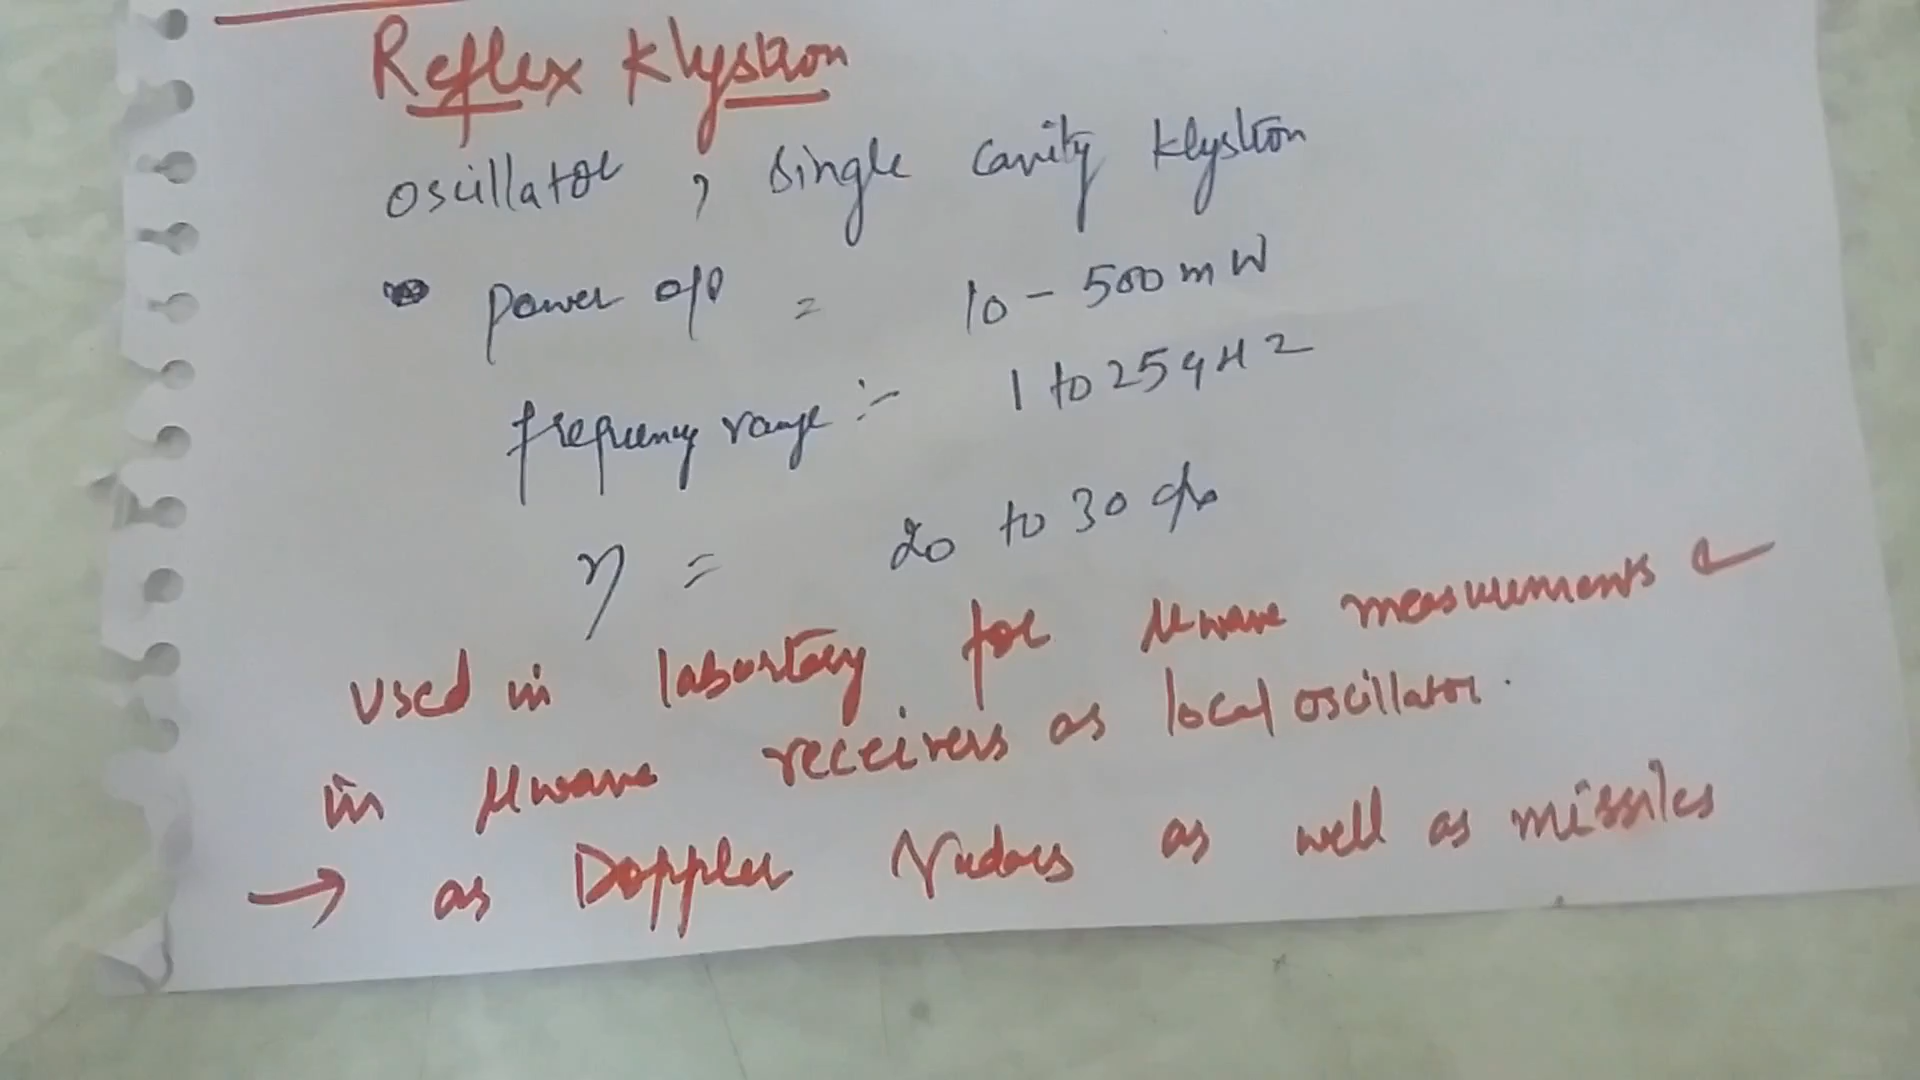 Reflex Klystron
oscillator, single cavity klystron
power o/p = 10 - 500 mW
frequency range :- 1 to 25 GHz
η = 20 to 30 %
used in labortory for μwave measurements &
in μwave receivers as local oscillator.
→ as Doppler radars as well as missiles